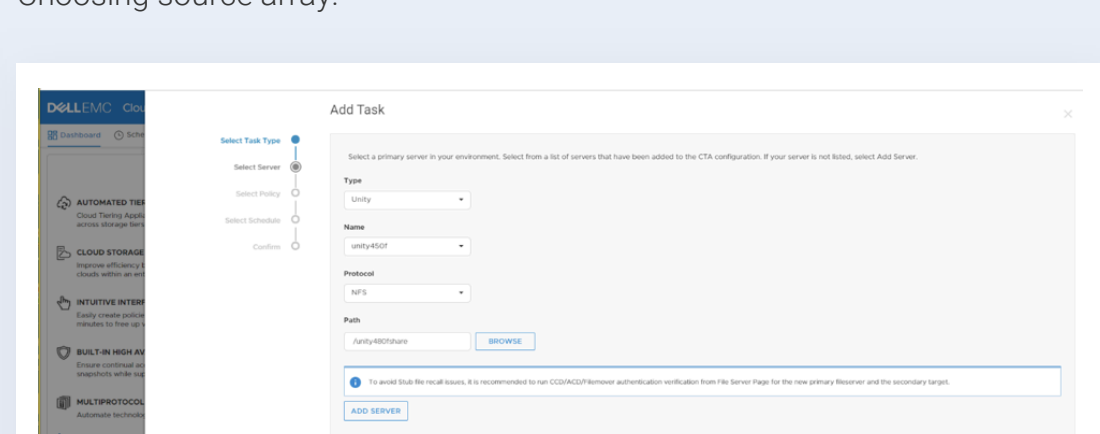 Choosing source array:
DELLEMC Clou
Add Task
Dashboard
Sche
Select Task Type
Select Server
Select Policy
Select Schedule
Confirm
Select a primary server in your environment. Select from a list of servers that have been added to the CTA configuration. If your server is not listed, select Add Server.
Type
Unity
Name
unity450f
Protocol
NFS
Path
/unity480fshare
BROWSE
To avoid Stub file recall issues, it is recommended to run CCD/ACD/Filemover authentication verification from File Server Page for the new primary fileserver and the secondary target.
ADD SERVER
AUTOMATED TIER
Cloud Tiering Applia
across storage tiers
CLOUD STORAGE
Improve efficiency b
clouds within an ent
INTUITIVE INTERF
Easily create policie
minutes to free up v
BUILT-IN HIGH AV
Ensure continual ac
snapshots while sup
MULTIPROTOCOL
Automate technolo